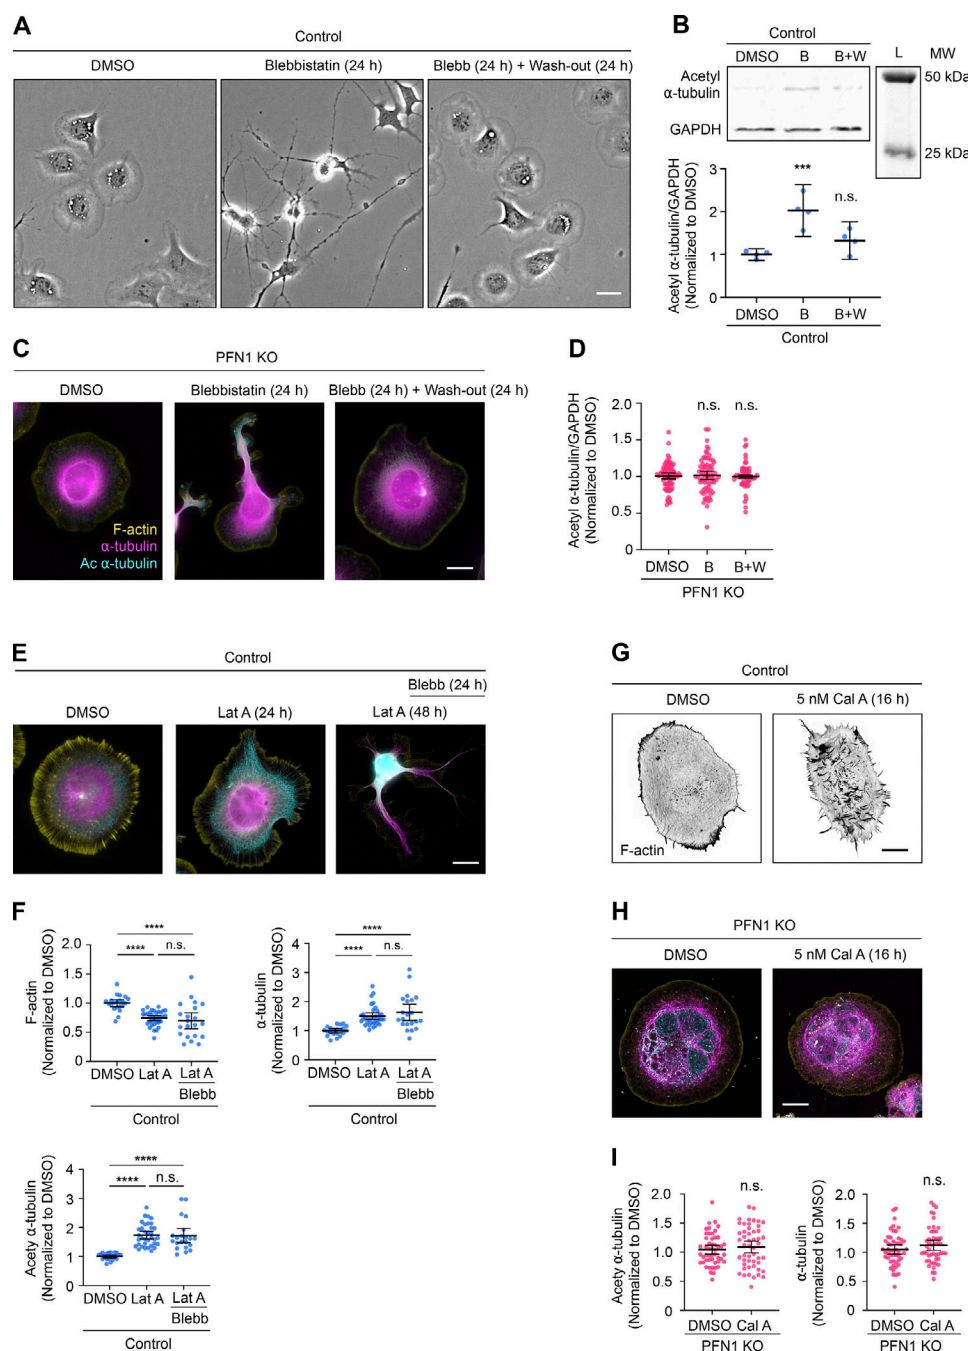 A
Control
DMSO
Blebbistatin (24 h)
Blebb (24 h) + Wash-out (24 h)
B
Control
DMSO
B
B+W
L
MW
Acetyl
α-tubulin
GAPDH
50 kDa
25 kDa
Acetyl α-tubulin/GAPDH
(Normalized to DMSO)
3
2
1
0
***
n.s.
DMSO
B
B+W
Control
C
PFN1 KO
DMSO
Blebbistatin (24 h)
Blebb (24 h) + Wash-out (24 h)
F-actin
α-tubulin
Ac α-tubulin
D
Acetyl α-tubulin/GAPDH
(Normalized to DMSO)
2.0
1.5
1.0
0.5
0
n.s.
n.s.
DMSO
B
B+W
PFN1 KO
E
Control
Blebb (24 h)
DMSO
Lat A (24 h)
Lat A (48 h)
F
F-actin
(Normalized to DMSO)
2.0
1.5
1.0
0.5
0
****
****
n.s.
DMSO
Lat A
Lat A
Blebb
Control
α-tubulin
(Normalized to DMSO)
4
3
2
1
0
****
****
n.s.
DMSO
Lat A
Lat A
Blebb
Control
Acety α-tubulin
(Normalized to DMSO)
4
3
2
1
0
****
****
n.s.
DMSO
Lat A
Lat A
Blebb
Control
G
Control
DMSO
5 nM Cal A (16 h)
F-actin
H
PFN1 KO
DMSO
5 nM Cal A (16 h)
I
Acety α-tubulin
(Normalized to DMSO)
2.0
1.5
1.0
0.5
0
n.s.
DMSO
Cal A
PFN1 KO
α-tubulin
(Normalized to DMSO)
2.0
1.5
1.0
0.5
0
n.s.
DMSO
Cal A
PFN1 KO